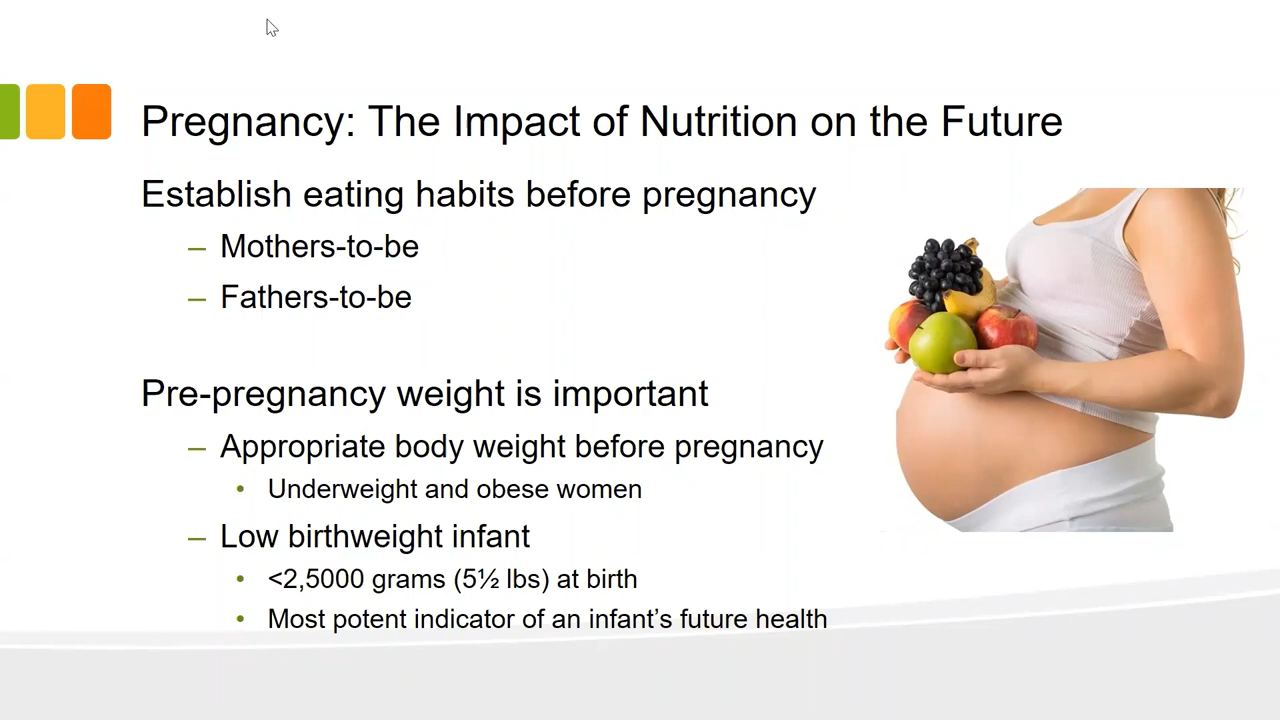 Pregnancy: The Impact of Nutrition on the Future
Establish eating habits before pregnancy
– Mothers-to-be
– Fathers-to-be
Pre-pregnancy weight is important
– Appropriate body weight before pregnancy
• Underweight and obese women
– Low birthweight infant
• <2,5000 grams (5½ lbs) at birth
• Most potent indicator of an infant’s future health